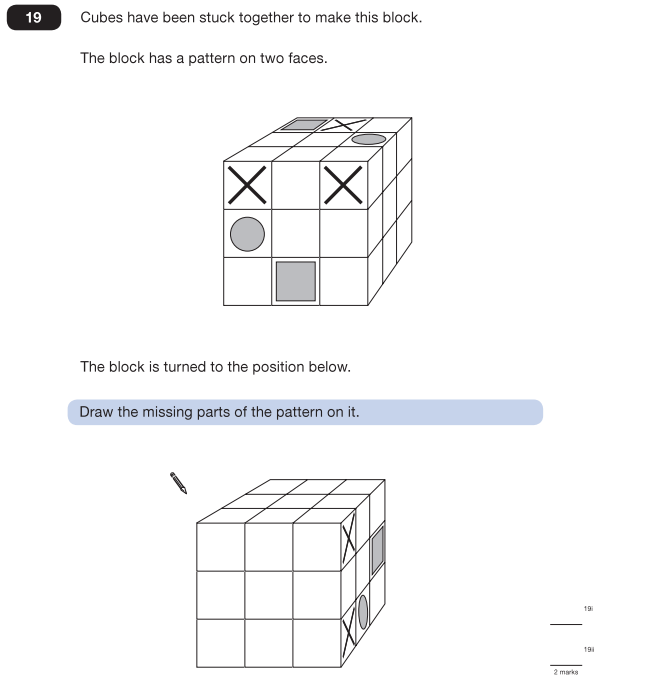 19 Cubes have been stuck together to make this block.
The block has a pattern on two faces.
The block is turned to the position below.
Draw the missing parts of the pattern on it.
19i
19ii
2 marks